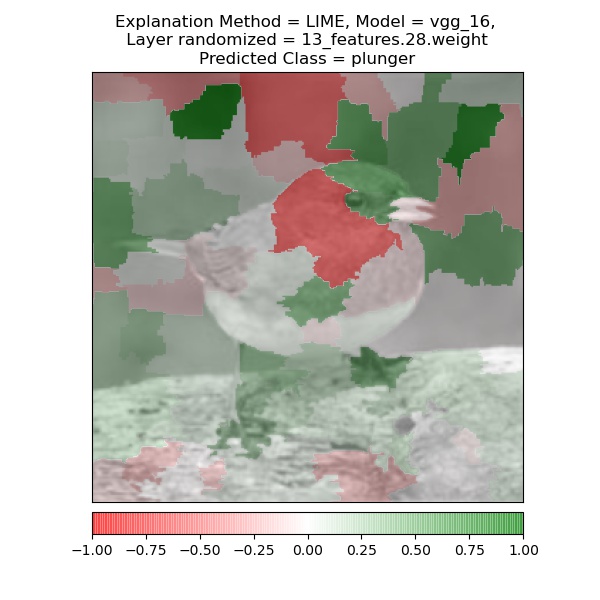 Explanation Method = LIME, Model = vgg_16,
Layer randomized = 13_features.28.weight
Predicted Class = plunger
−1.00 −0.75 −0.50 −0.25 0.00 0.25 0.50 0.75 1.00